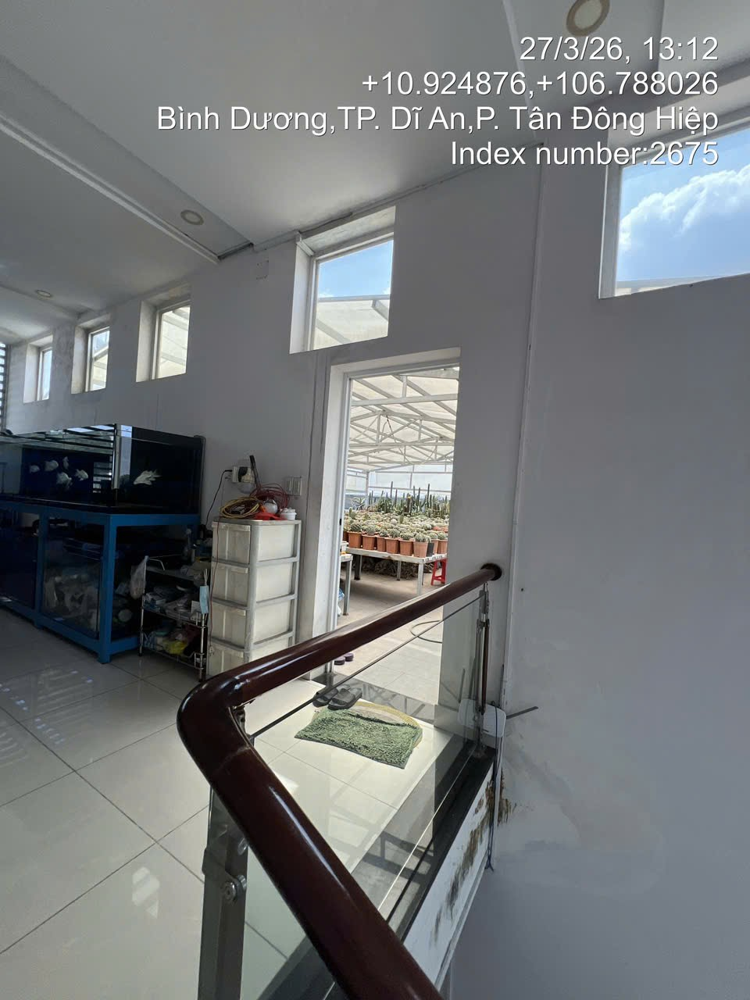 27/3/26, 13:12
+10.924876,+106.788026
Bình Dương,TP. Dĩ An,P. Tân Đông Hiệp
Index number:2675